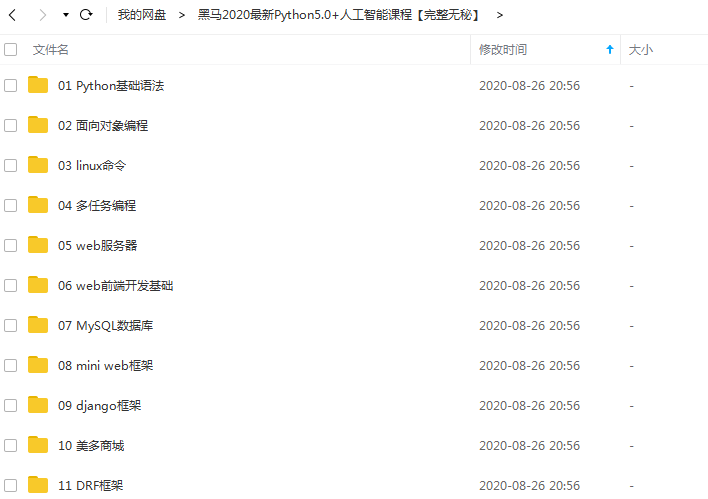 我的网盘 > 黑马2020最新Python5.0+人工智能课程【完整无秘】 >
文件名 修改时间 大小
01 Python基础语法 2020-08-26 20:56 -
02 面向对象编程 2020-08-26 20:56 -
03 linux命令 2020-08-26 20:56 -
04 多任务编程 2020-08-26 20:56 -
05 web服务器 2020-08-26 20:56 -
06 web前端开发基础 2020-08-26 20:56 -
07 MySQL数据库 2020-08-26 20:56 -
08 mini web框架 2020-08-26 20:56 -
09 django框架 2020-08-26 20:56 -
10 美多商城 2020-08-26 20:56 -
11 DRF框架 2020-08-26 20:56 -